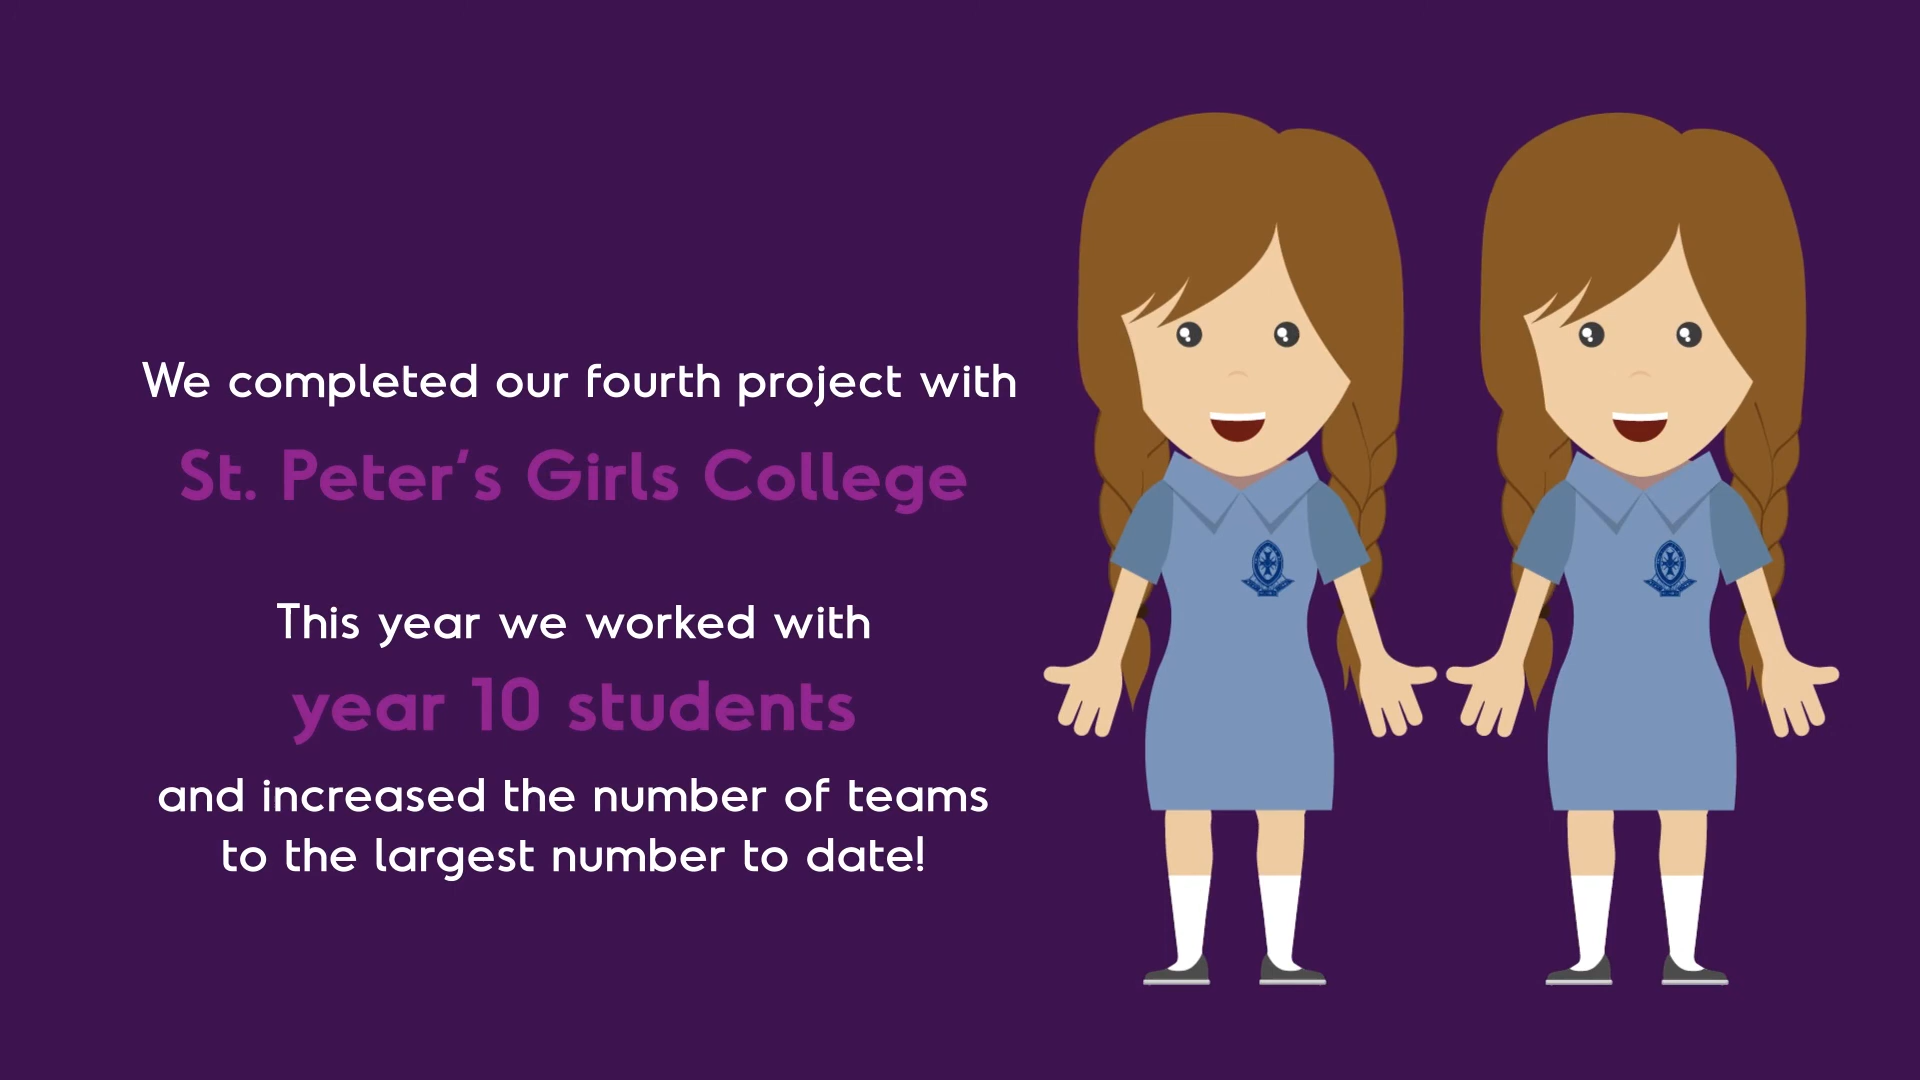 We completed our fourth project with
St. Peter's Girls College
This year we worked with
year 10 students
and increased the number of teams
to the largest number to date!